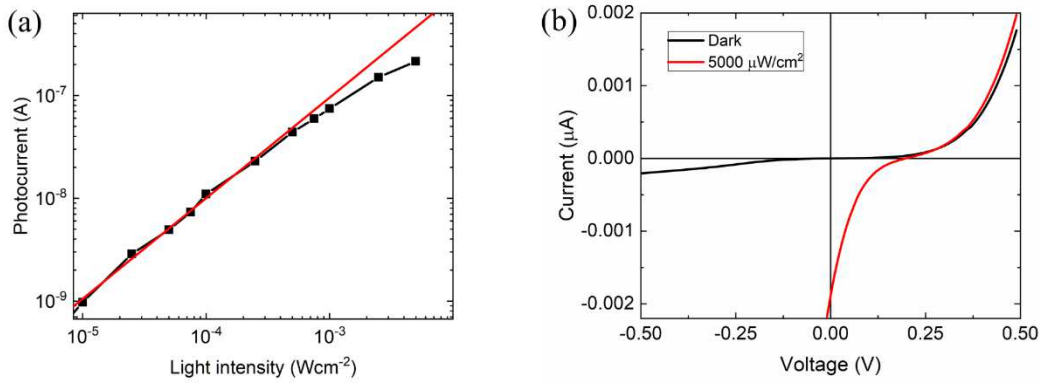 (a)
Photocurrent (A)
10⁻⁷
10⁻⁸
10⁻⁹
10⁻⁵
10⁻⁴
10⁻³
Light intensity (Wcm⁻²)
(b)
Current (μA)
0.002
0.001
0.000
-0.001
-0.002
Dark
5000 μW/cm²
-0.50
-0.25
0.00
0.25
0.50
Voltage (V)